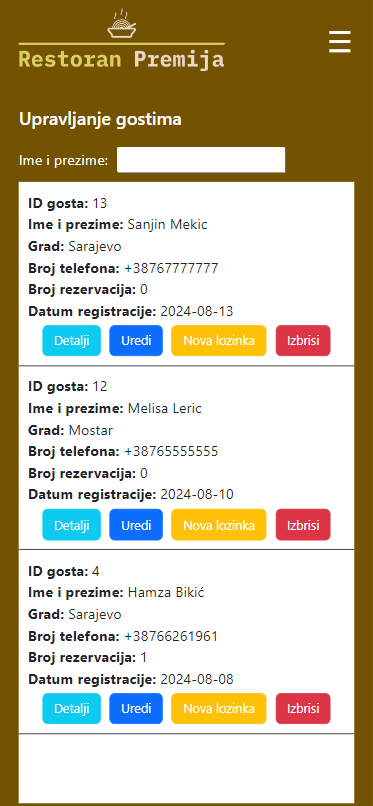 Restoran Premija
Upravljanje gostima
Ime i prezime:
ID gosta: 13
Ime i prezime: Sanjin Mekic
Grad: Sarajevo
Broj telefona: +38767777777
Broj rezervacija: 0
Datum registracije: 2024-08-13
Detalji Uredi Nova lozinka Izbrisi
ID gosta: 12
Ime i prezime: Melisa Leric
Grad: Mostar
Broj telefona: +38765555555
Broj rezervacija: 0
Datum registracije: 2024-08-10
Detalji Uredi Nova lozinka Izbrisi
ID gosta: 4
Ime i prezime: Hamza Bikić
Grad: Sarajevo
Broj telefona: +38766261961
Broj rezervacija: 1
Datum registracije: 2024-08-08
Detalji Uredi Nova lozinka Izbrisi